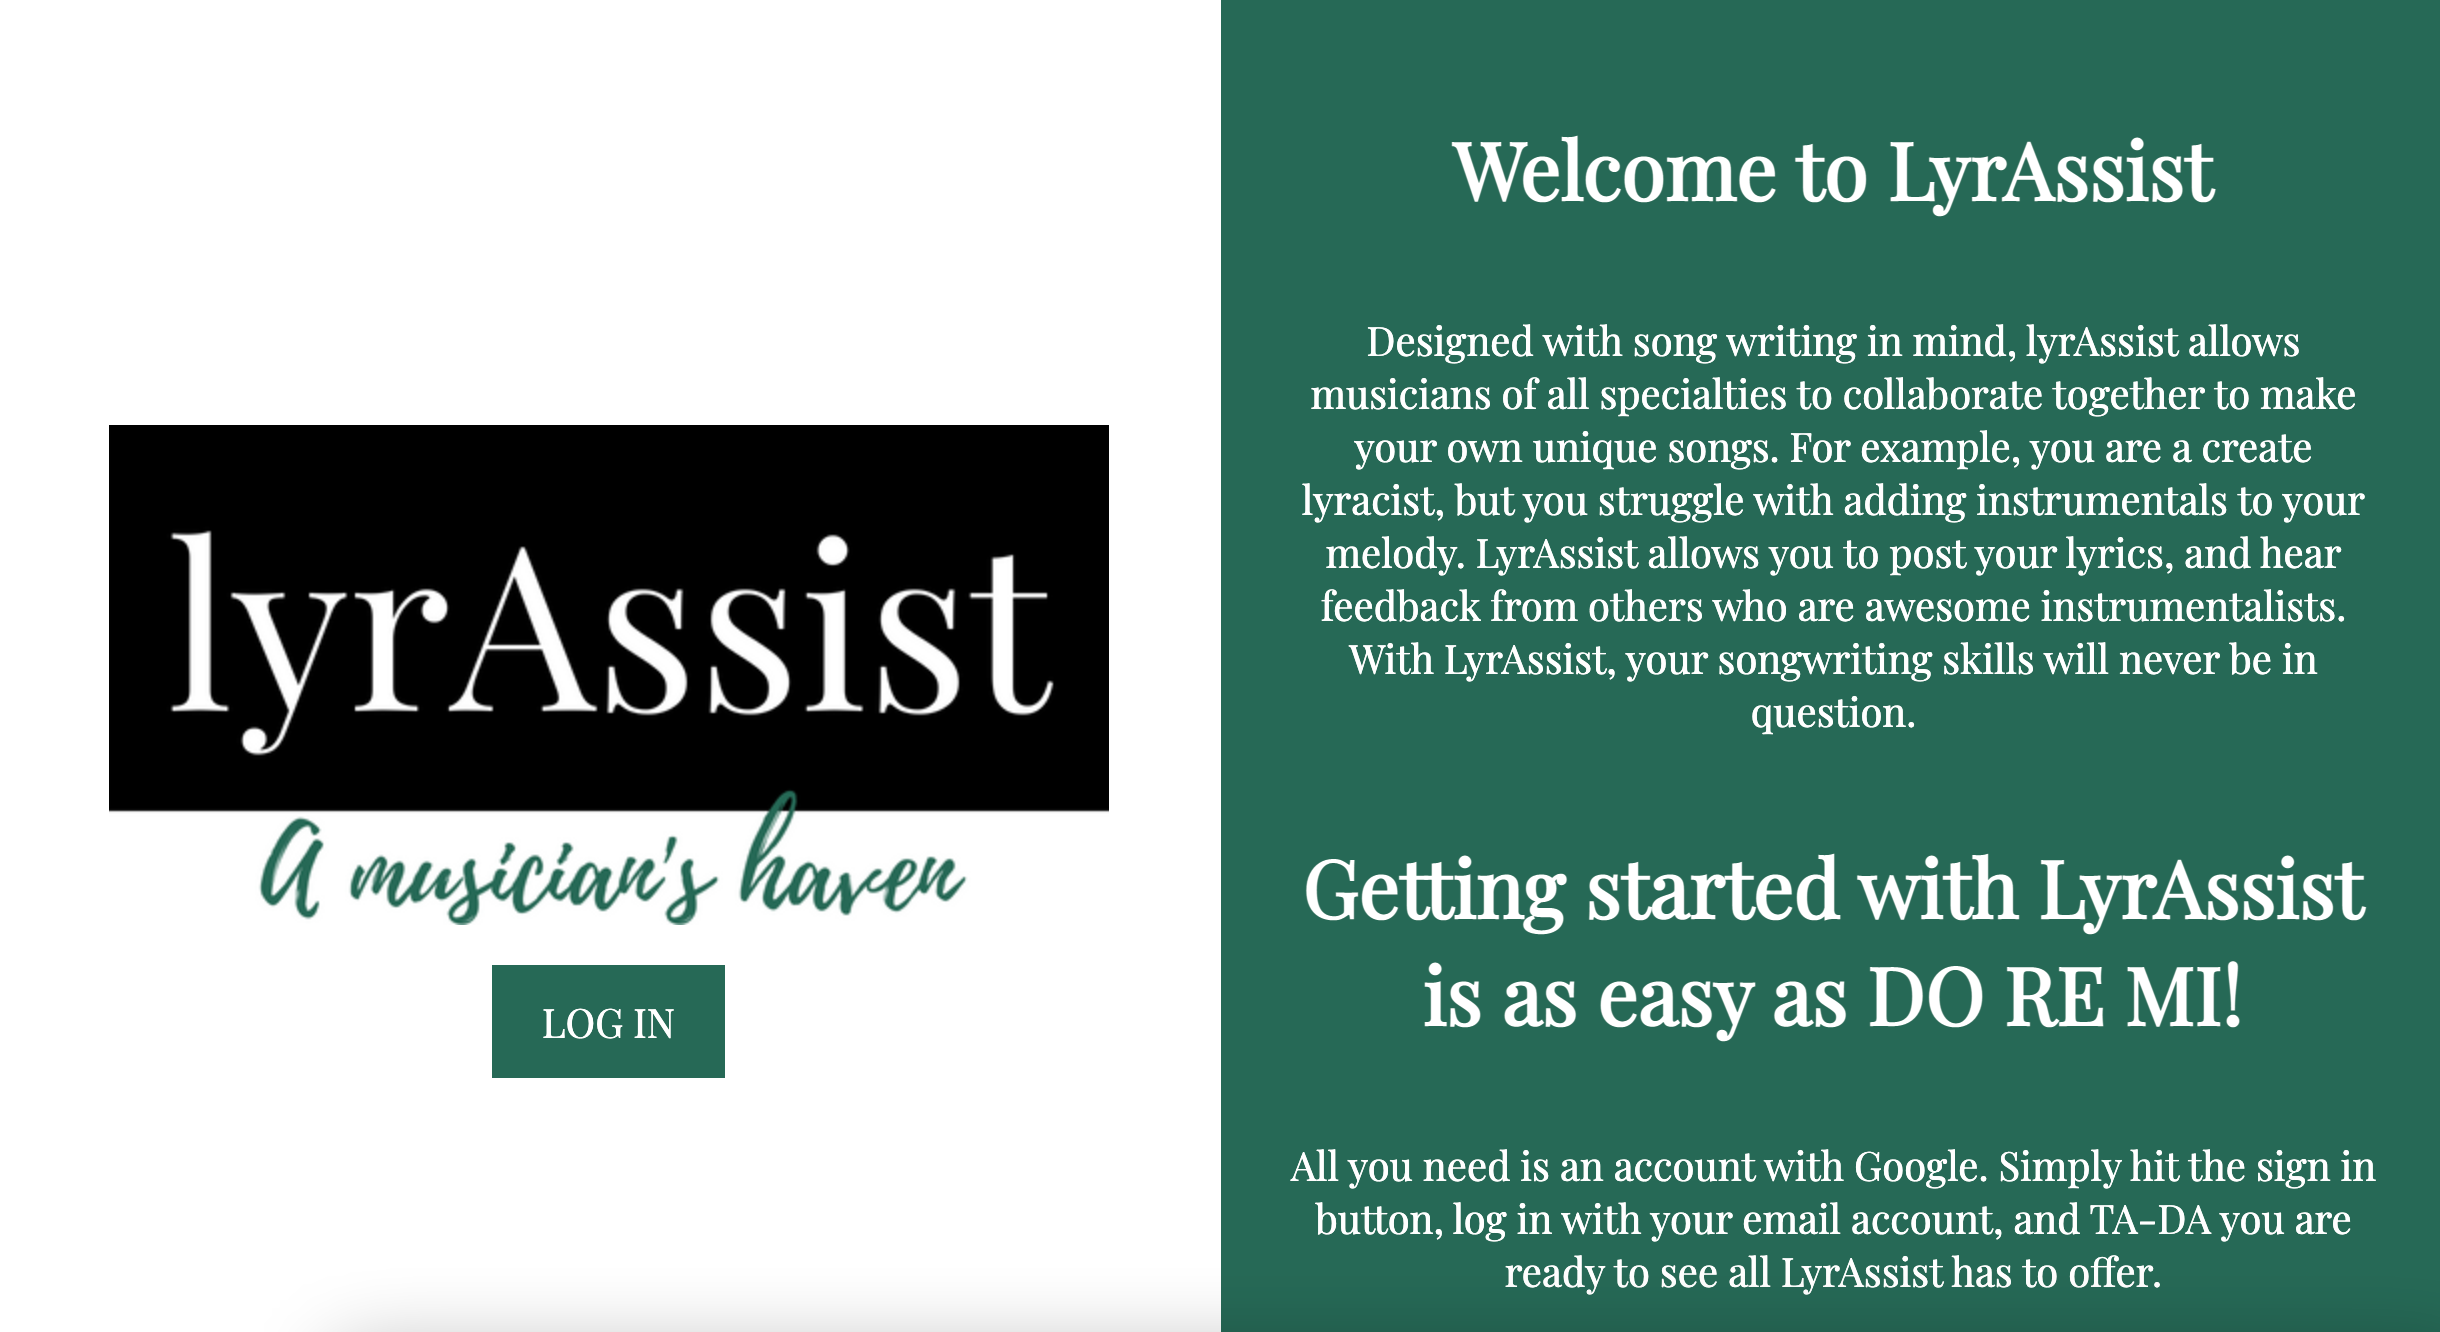 lyrAssist
A musician's haven
LOG IN
Welcome to LyrAssist
Designed with song writing in mind, lyrAssist allows
musicians of all specialties to collaborate together to make
your own unique songs. For example, you are a create
lyracist, but you struggle with adding instrumentals to your
melody. LyrAssist allows you to post your lyrics, and hear
feedback from others who are awesome instrumentalists.
With LyrAssist, your songwriting skills will never be in
question.
Getting started with LyrAssist
is as easy as DO RE MI!
All you need is an account with Google. Simply hit the sign in
button, log in with your email account, and TA-DA you are
ready to see all LyrAssist has to offer.